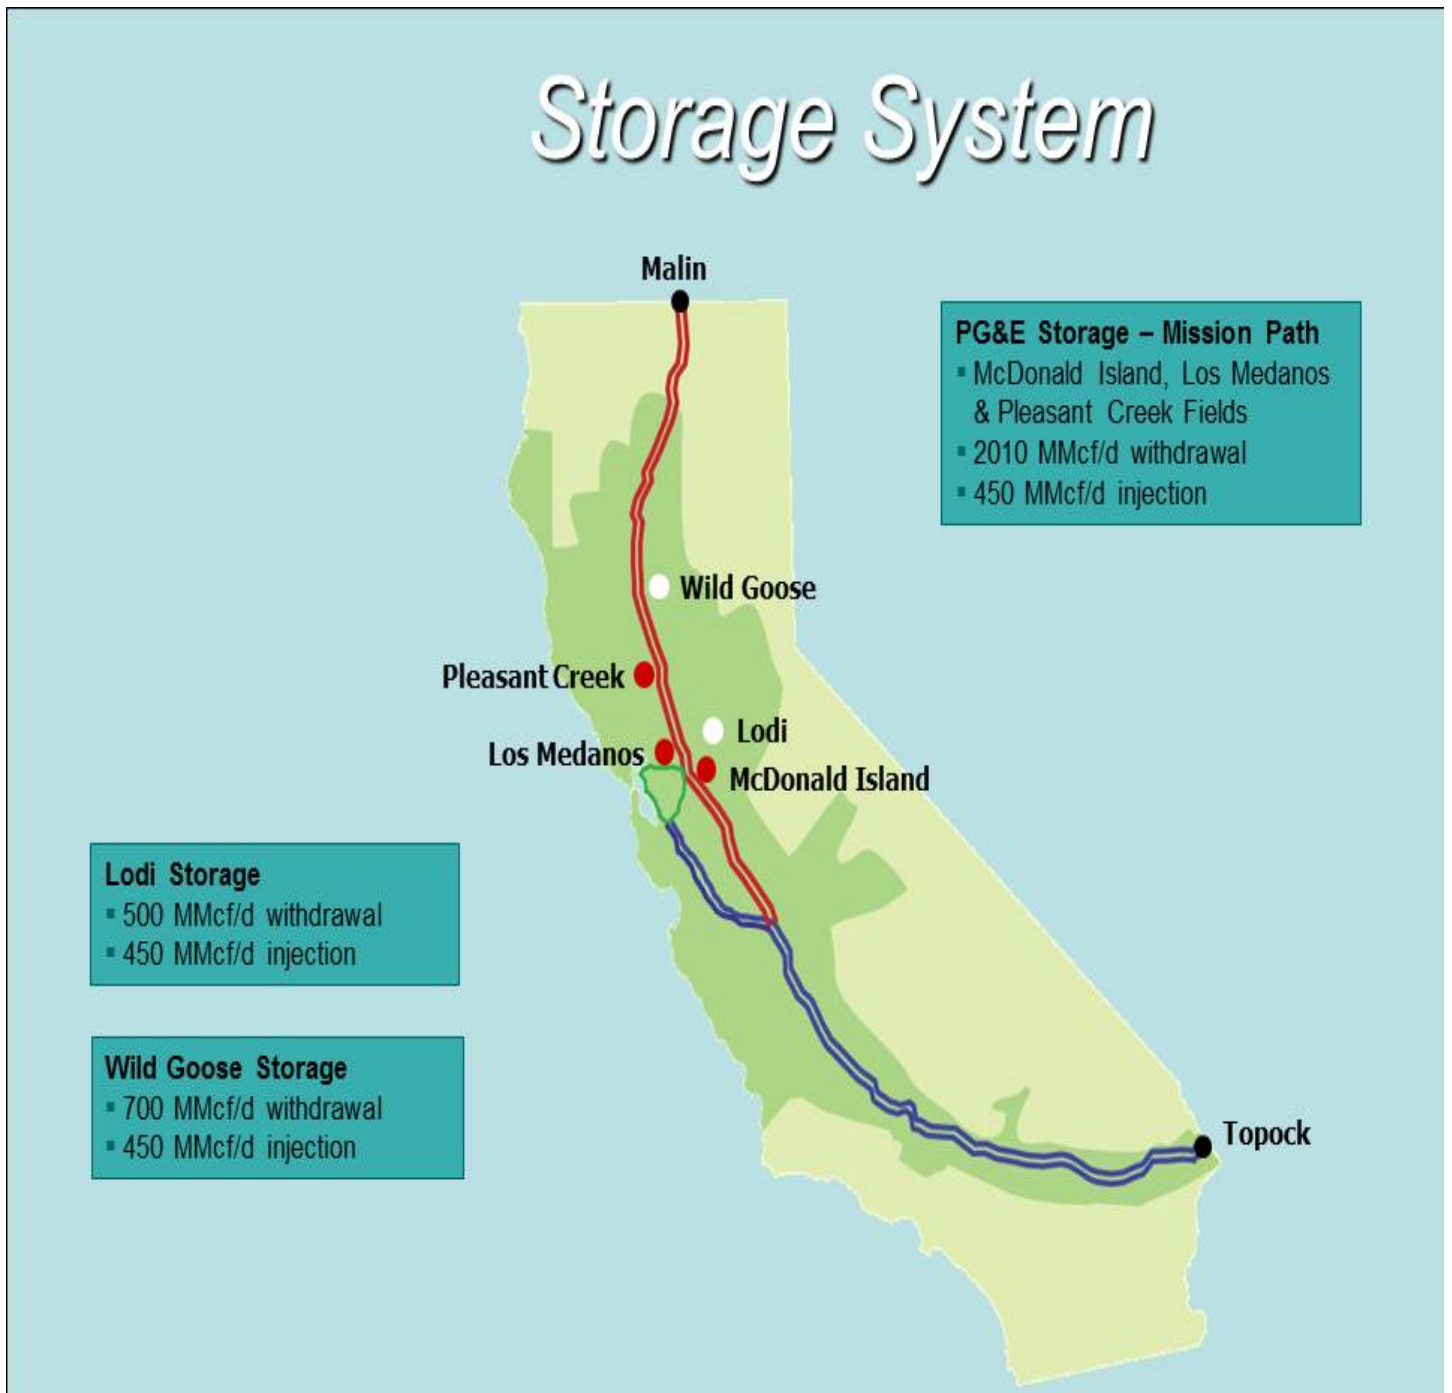 Storage System
Malin
PG&E Storage – Mission Path
▪ McDonald Island, Los Medanos
& Pleasant Creek Fields
▪ 2010 MMcf/d withdrawal
▪ 450 MMcf/d injection
Wild Goose
Pleasant Creek
Lodi
Los Medanos
McDonald Island
Lodi Storage
▪ 500 MMcf/d withdrawal
▪ 450 MMcf/d injection
Wild Goose Storage
▪ 700 MMcf/d withdrawal
▪ 450 MMcf/d injection
Topock